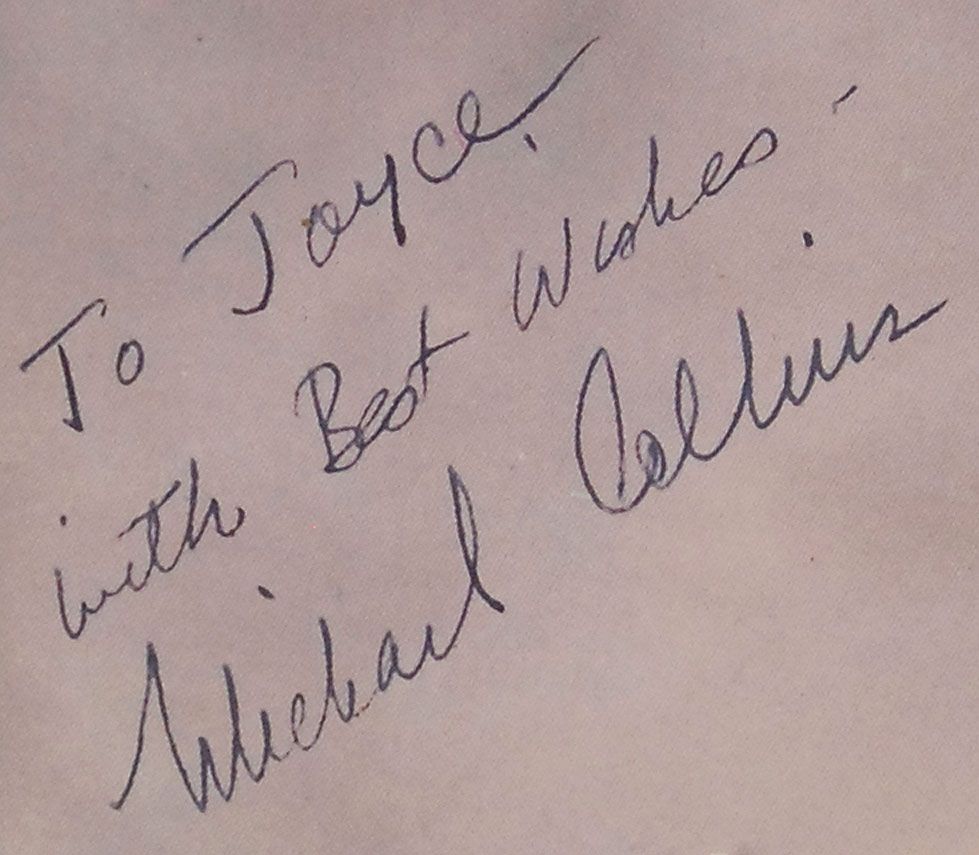 To Joyce,
with Best Wishes -
Michael Collins